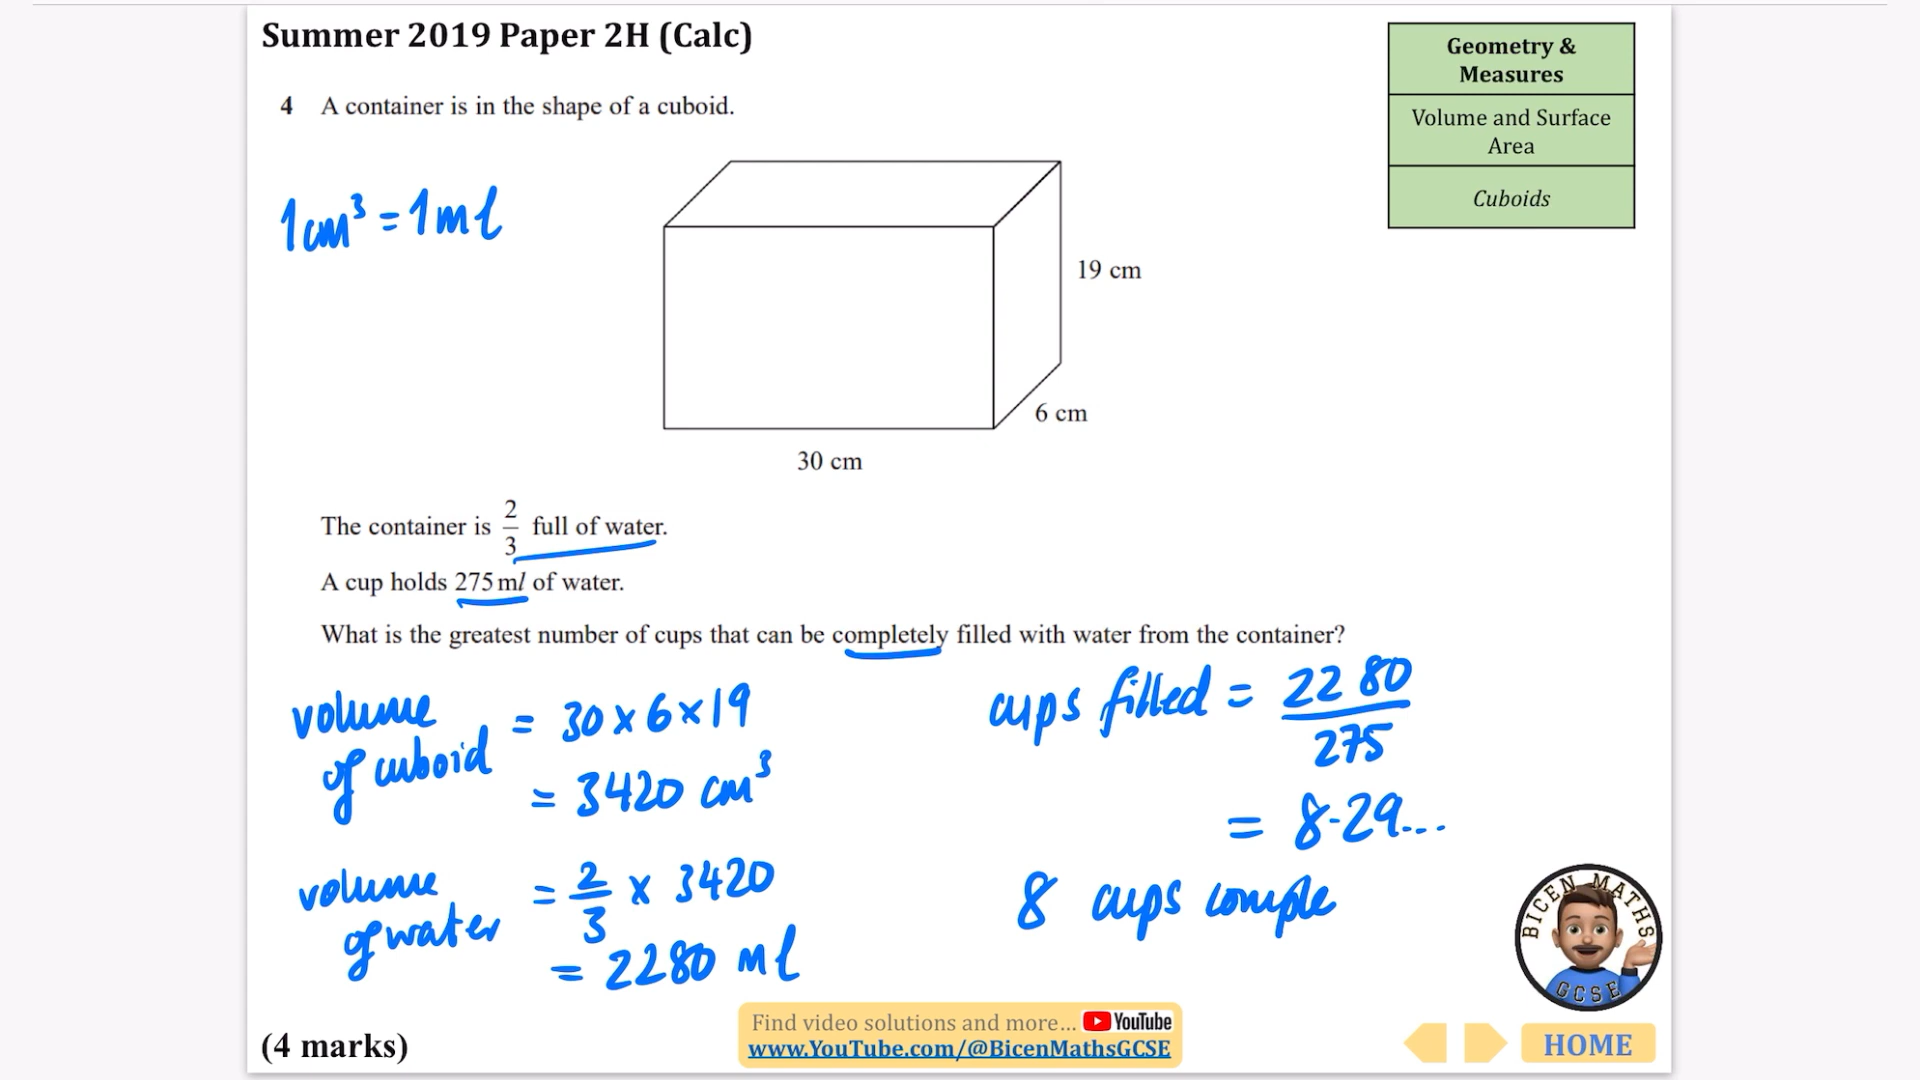 Summer 2019 Paper 2H (Calc)
Geometry &
Measures
Volume and Surface
Area
Cuboids
4 A container is in the shape of a cuboid.
1cm³ = 1ml
19 cm
6 cm
30 cm
The container is 2/3 full of water.
A cup holds 275 ml of water.
What is the greatest number of cups that can be completely filled with water from the container?
volume
of cuboid = 30 × 6 × 19
= 3420 cm³
volume
of water = 2/3 × 3420
= 2280 ml
cups filled = 2280/275
= 8.29...
8 cups comple
BICEN MATHS
GCSE
(4 marks)
Find video solutions and more... YouTube
www.YouTube.com/@BicenMathsGCSE
HOME